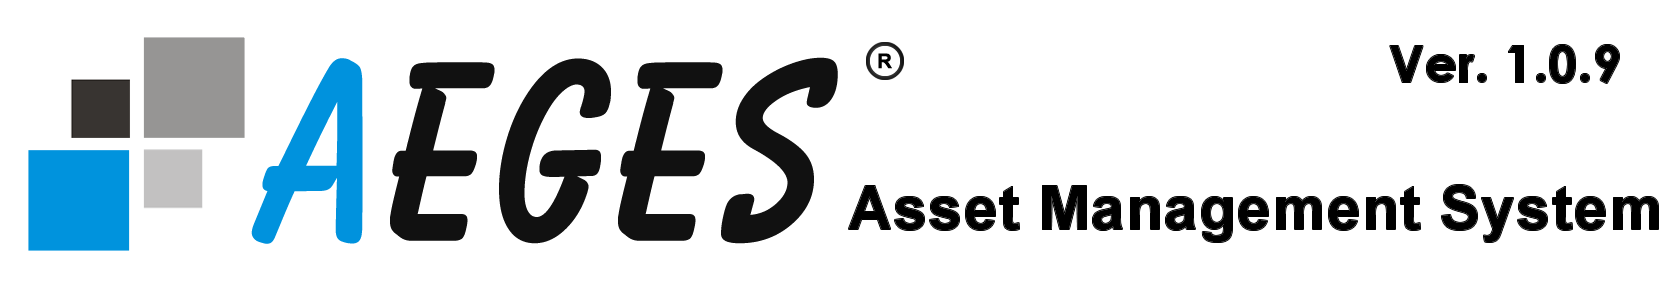 AEGES®
Ver. 1.0.9
Asset Management System